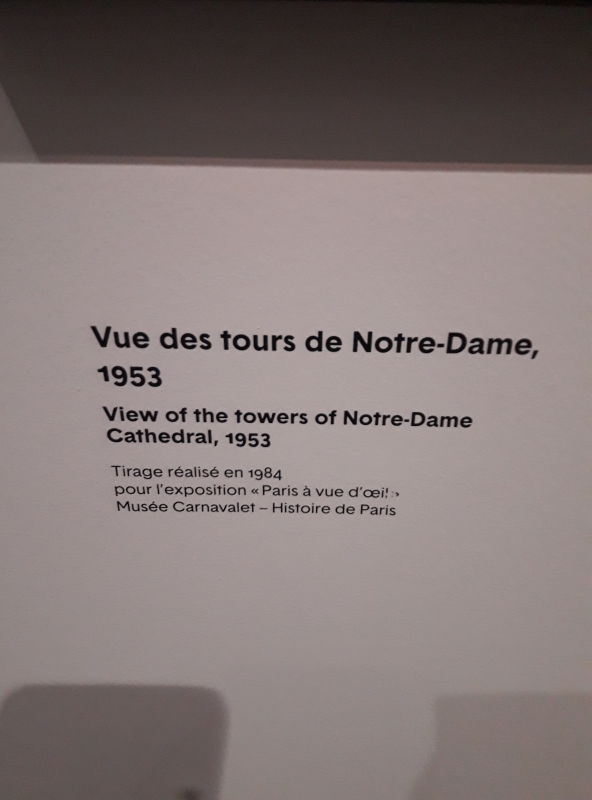 Vue des tours de Notre-Dame,
1953
View of the towers of Notre-Dame
Cathedral, 1953
Tirage réalisé en 1984
pour l'exposition « Paris à vue d'œil »
Musée Carnavalet – Histoire de Paris